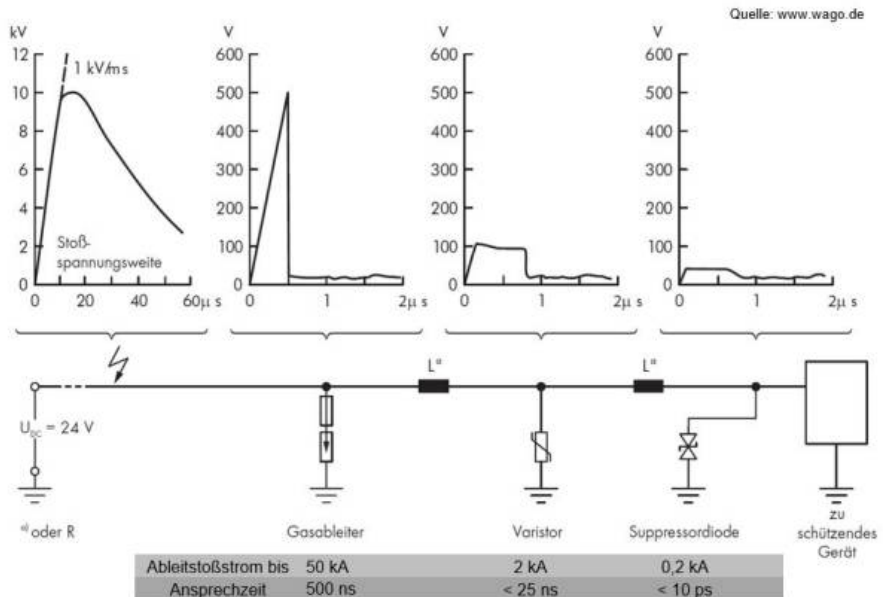 Quelle: www.wago.de
kV
12
10
8
6
4
2
0
1 kV/ms
Stoß-
spannungsweite
0 20 40 60µ s
V
600
500
400
300
200
100
0
0 1 2µ s
V
600
500
400
300
200
100
0
0 1 2µ s
V
600
500
400
300
200
100
0
0 1 2µ s
L a) L a)
U DC = 24 V
a) oder R Gasableiter Varistor Suppressordiode zu
schützendes
Gerät
Ableitstoßstrom bis 50 kA 2 kA 0,2 kA
Ansprechzeit 500 ns < 25 ns < 10 ps